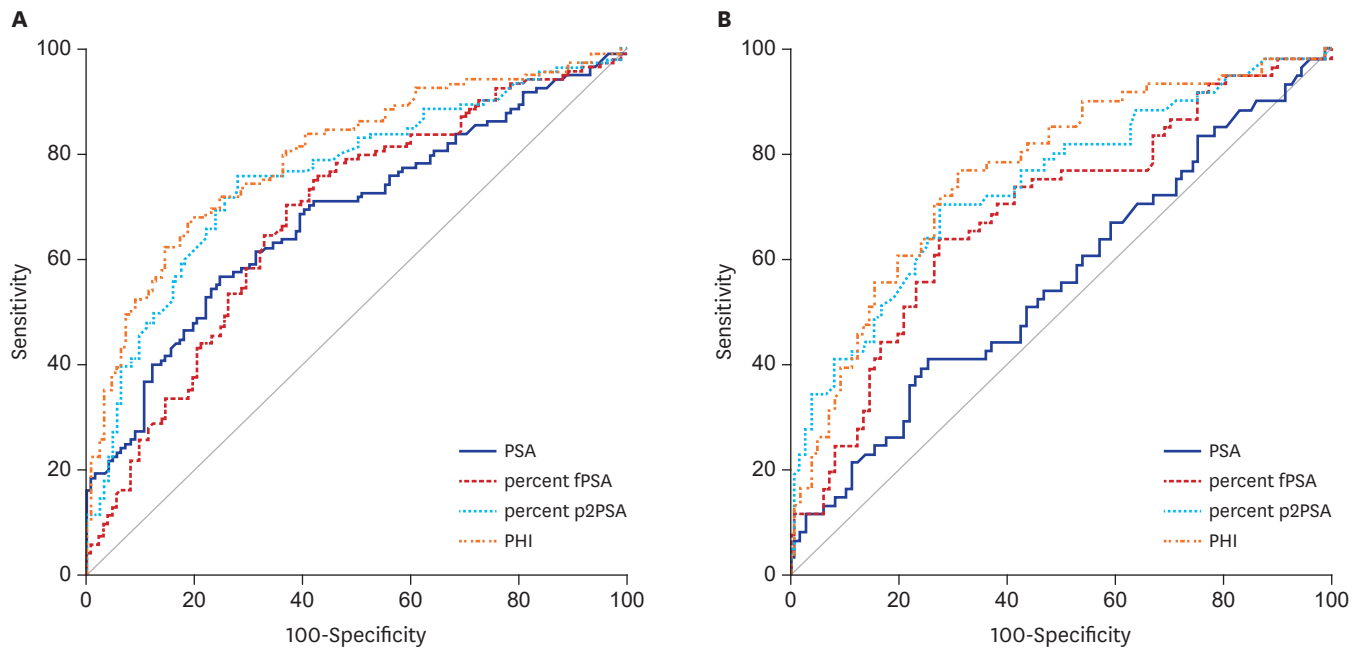 A
100
80
60
40
20
0
Sensitivity
0 20 40 60 80 100
100-Specificity
PSA
percent fPSA
percent p2PSA
PHI
B
100
80
60
40
20
0
Sensitivity
0 20 40 60 80 100
100-Specificity
PSA
percent fPSA
percent p2PSA
PHI